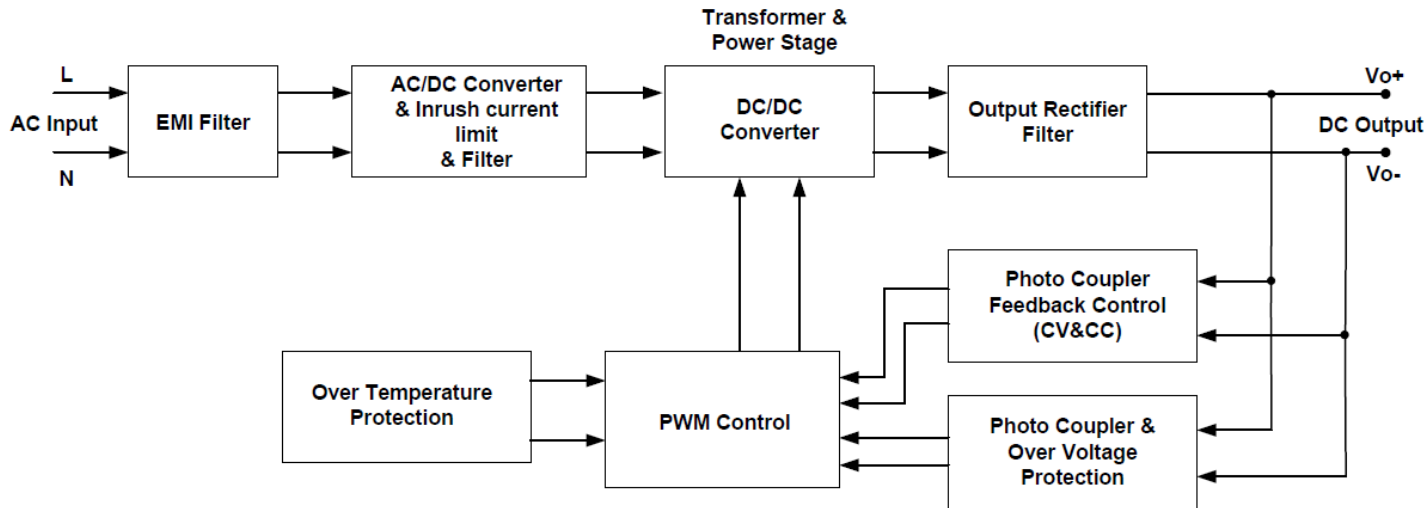 Transformer &
Power Stage
L
AC Input
N
EMI Filter
AC/DC Converter
& Inrush current
limit
& Filter
DC/DC
Converter
Output Rectifier
Filter
Vo+
DC Output
Vo-
Photo Coupler
Feedback Control
(CV&CC)
Over Temperature
Protection
PWM Control
Photo Coupler &
Over Voltage
Protection